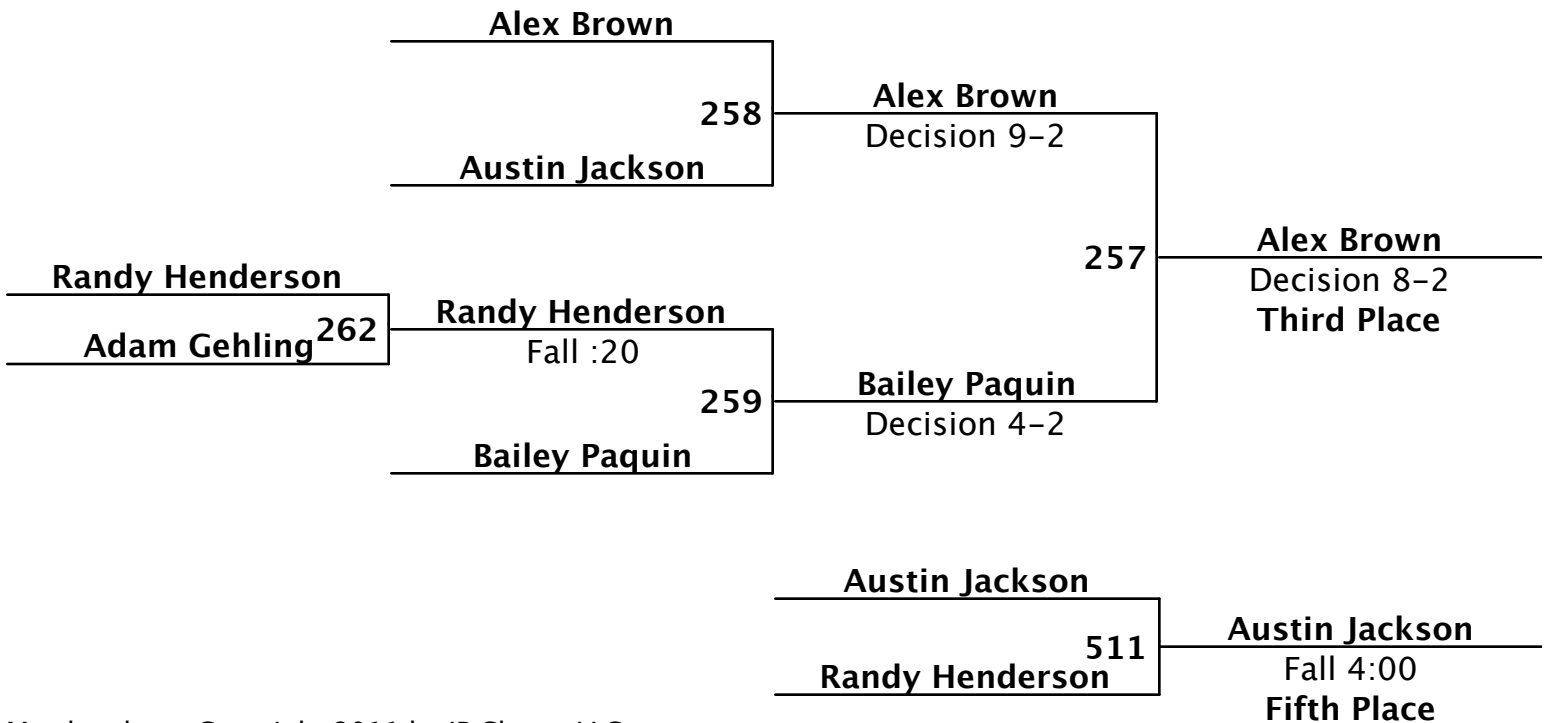 Alex Brown
258
Austin Jackson
Alex Brown
Decision 9–2
Randy Henderson
262
Adam Gehling
Randy Henderson
Fall :20
259
Bailey Paquin
Bailey Paquin
Decision 4–2
257
Alex Brown
Decision 8–2
Third Place
Austin Jackson
511
Randy Henderson
Austin Jackson
Fall 4:00
Fifth Place